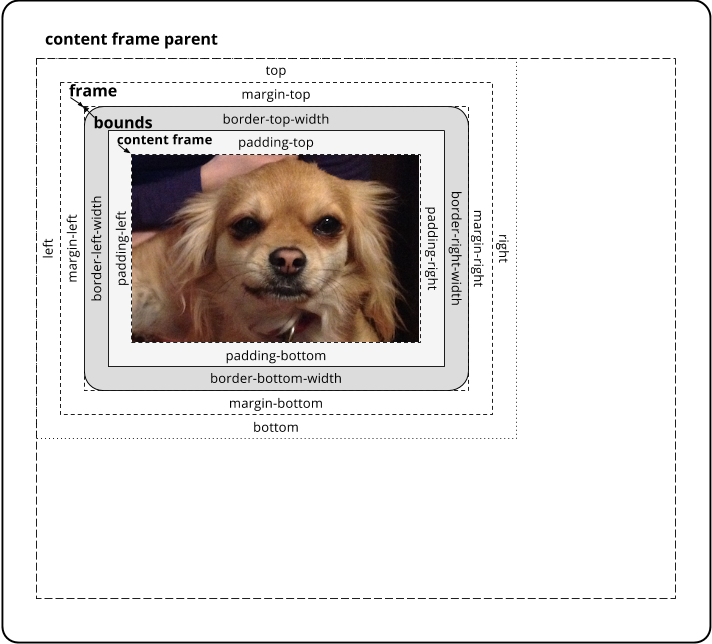 content frame parent
top
margin-top
frame
bounds
border-top-width
content frame
padding-top
left
margin-left
border-left-width
padding-left
padding-right
border-right-width
margin-right
right
padding-bottom
border-bottom-width
margin-bottom
bottom